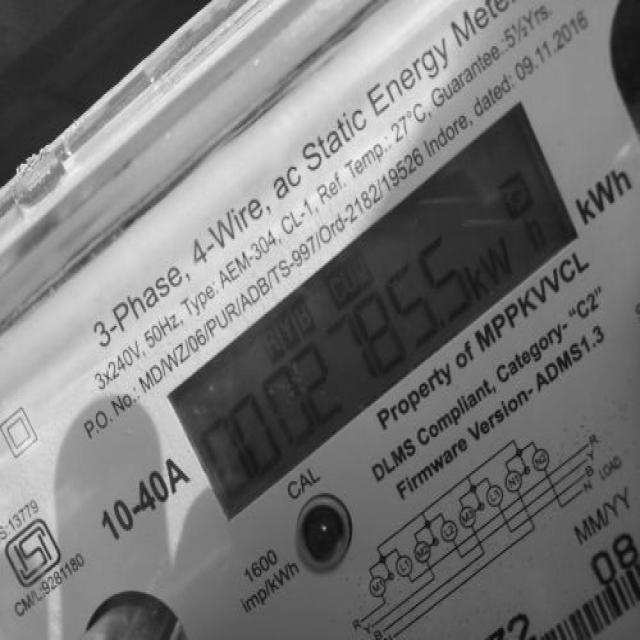 3-Phase, 4-Wire, ac Static Energy Meter
3x240V, 50Hz, Type: AEM-304, CL-1, Ref. Temp.: 27°C, Guarantee..5½Yrs.
P.O. No.: MD/WZ/06/PUR/ADB/TS-997/Ord-2182/19526 Indore, dated: 09.11.2016
kWh
0002785.5kWh
10-40A
Property of MPPKVVCL
DLMS Compliant, Category- "C2"
Firmware Version- ADMS1.3
CAL
1600
imp/kWh
S 13779
CM/L 9281180
LOAD
MM/YY
08